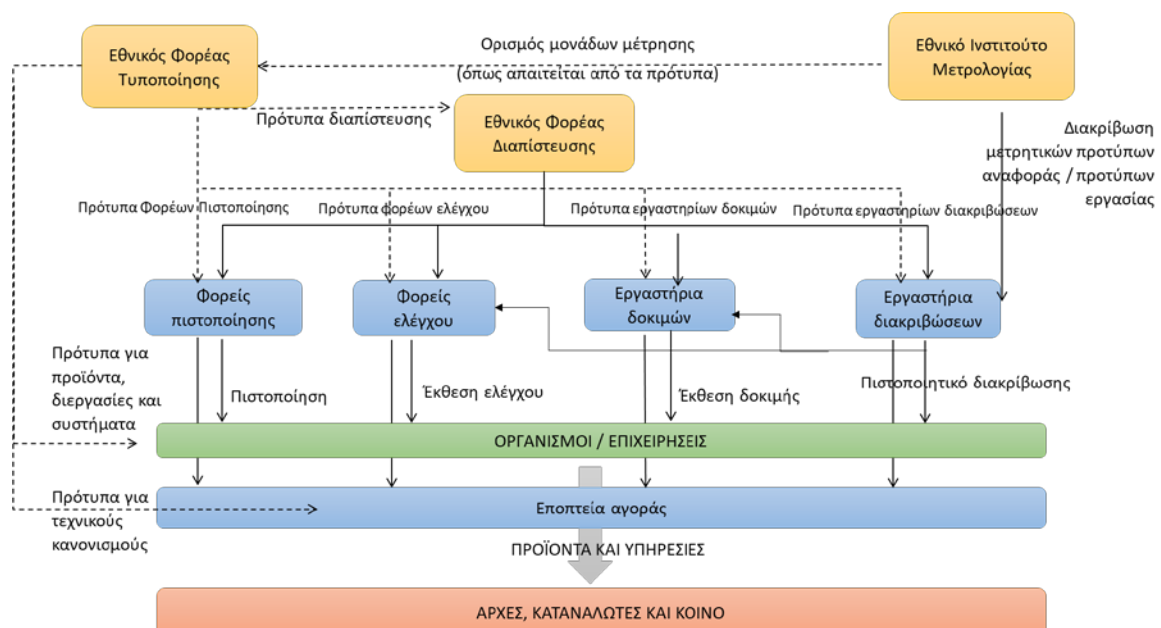 Εθνικός Φορέας
Τυποποίησης
Ορισμός μονάδων μέτρησης
(όπως απαιτείται από τα πρότυπα)
Εθνικό Ινστιτούτο
Μετρολογίας
Πρότυπα διαπίστευσης
Εθνικός Φορέας
Διαπίστευσης
Διακρίβωση
μετρητικών προτύπων
αναφοράς / προτύπων
εργασίας
Πρότυπα Φορέων Πιστοποίησης
Πρότυπα φορέων ελέγχου
Πρότυπα εργαστηρίων δοκιμών
Πρότυπα εργαστηρίων διακριβώσεων
Φορείς
πιστοποίησης
Φορείς
ελέγχου
Εργαστήρια
δοκιμών
Εργαστήρια
διακριβώσεων
Πρότυπα για
προϊόντα,
διεργασίες και
συστήματα
Πιστοποίηση
Έκθεση ελέγχου
Έκθεση δοκιμής
Πιστοποιητικό διακρίβωσης
ΟΡΓΑΝΙΣΜΟΙ / ΕΠΙΧΕΙΡΗΣΕΙΣ
Πρότυπα για
τεχνικούς
κανονισμούς
Εποπτεία αγοράς
ΠΡΟΪΟΝΤΑ ΚΑΙ ΥΠΗΡΕΣΙΕΣ
ΑΡΧΕΣ, ΚΑΤΑΝΑΛΩΤΕΣ ΚΑΙ ΚΟΙΝΟ